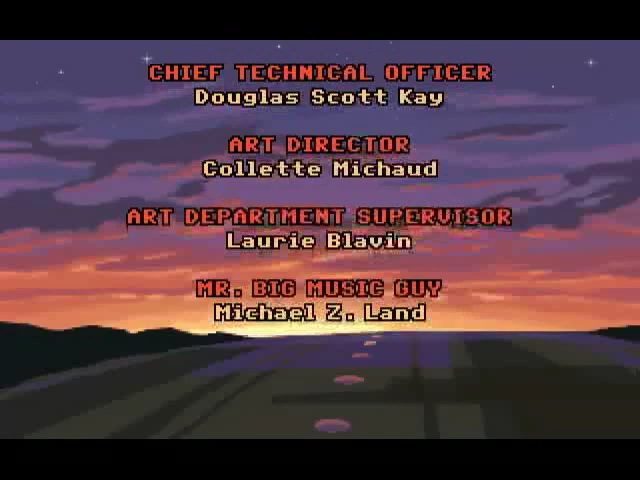 CHIEF TECHNICAL OFFICER
Douglas Scott Kay
ART DIRECTOR
Collette Michaud
ART DEPARTMENT SUPERVISOR
Laurie Blavin
MR. BIG MUSIC GUY
Michael Z. Land